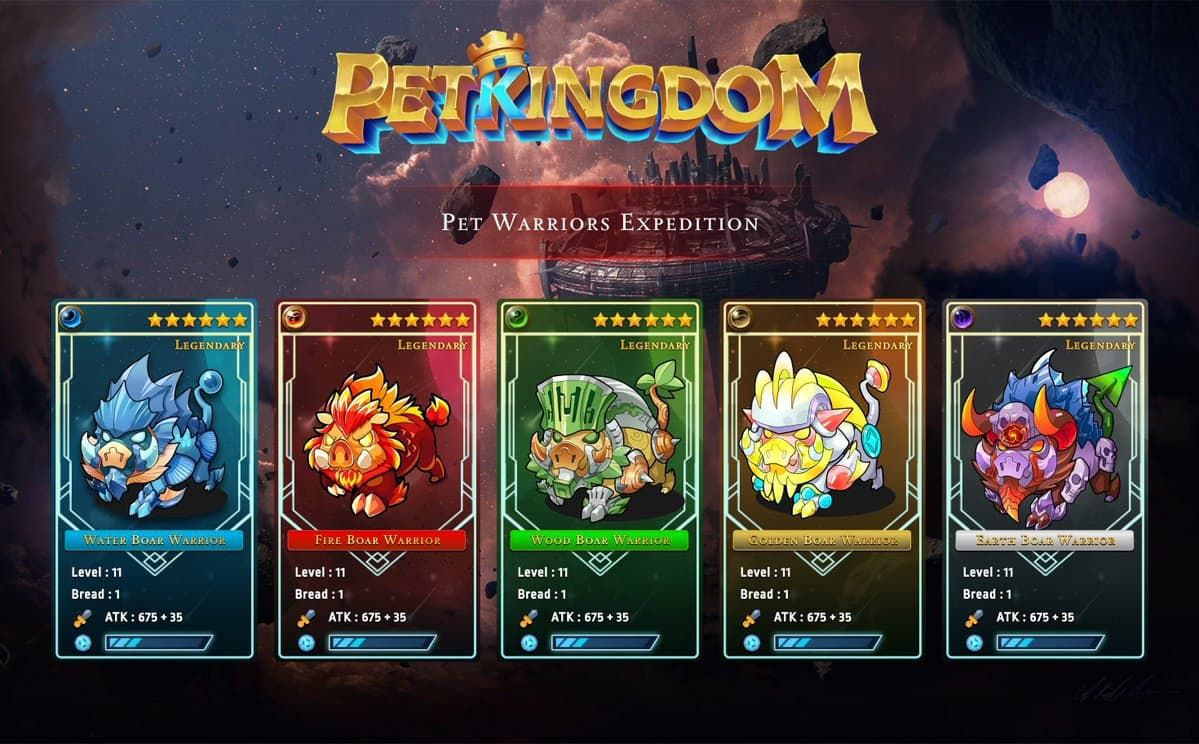 PETKINGDOM
PET WARRIORS EXPEDITION
LEGENDARY
WATER BOAR WARRIOR
Level : 11
Bread : 1
ATK : 675 + 35
LEGENDARY
FIRE BOAR WARRIOR
Level : 11
Bread : 1
ATK : 675 + 35
LEGENDARY
WOOD BOAR WARRIOR
Level : 11
Bread : 1
ATK : 675 + 35
LEGENDARY
GOLDEN BOAR WARRIOR
Level : 11
Bread : 1
ATK : 675 + 35
LEGENDARY
EARTH BOAR WARRIOR
Level : 11
Bread : 1
ATK : 675 + 35